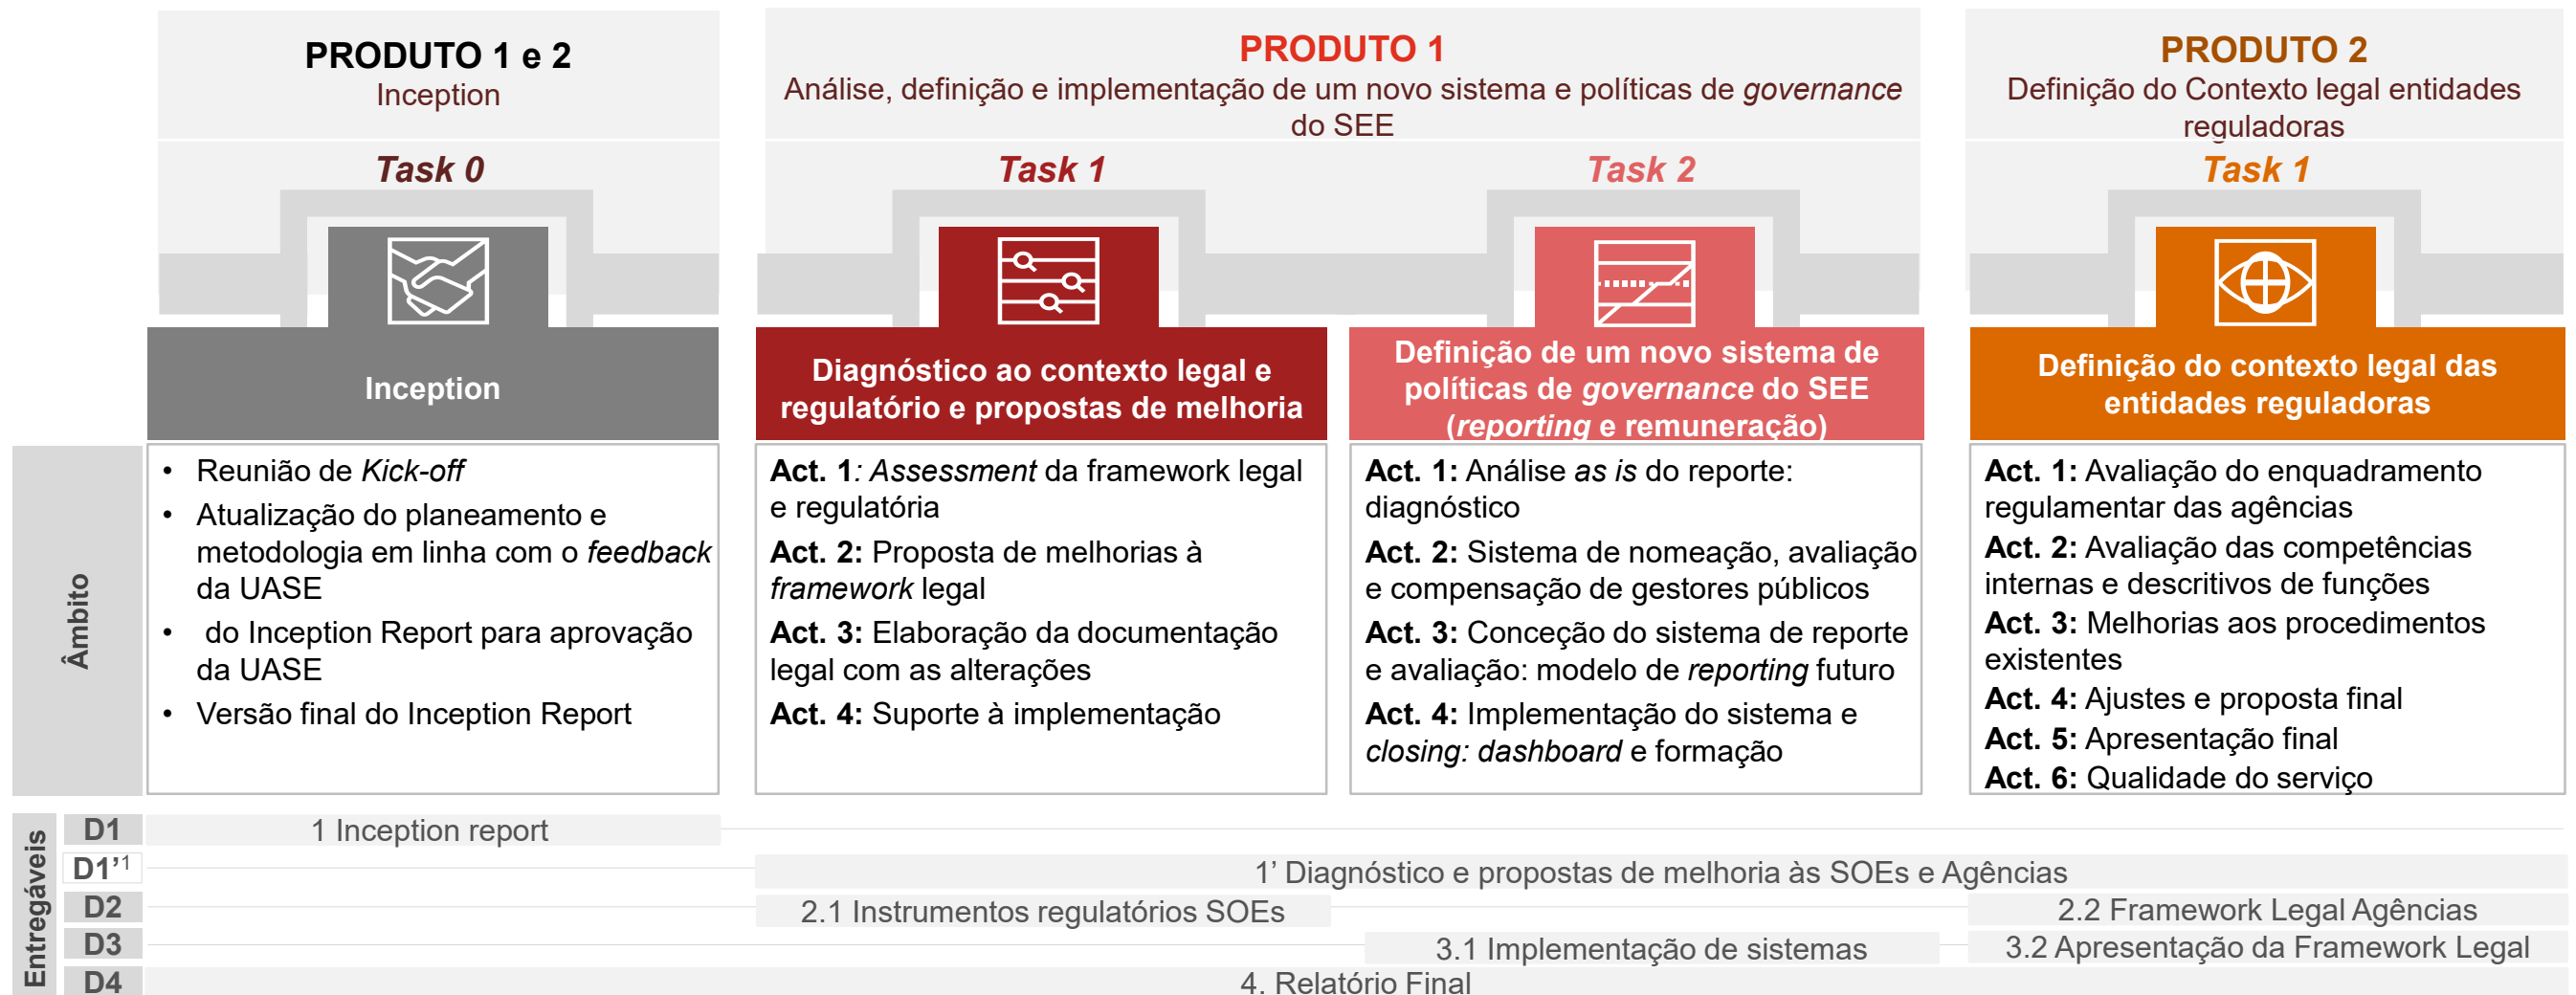 PRODUTO 1 e 2
Inception
PRODUTO 1
Análise, definição e implementação de um novo sistema e políticas de governance
do SEE
PRODUTO 2
Definição do Contexto legal entidades
reguladoras
Task 0
Task 1
Task 2
Task 1
Inception
Diagnóstico ao contexto legal e
regulatório e propostas de melhoria
Definição de um novo sistema de
políticas de governance do SEE
(reporting e remuneração)
Definição do contexto legal das
entidades reguladoras
Âmbito
• Reunião de Kick-off
• Atualização do planeamento e
metodologia em linha com o feedback
da UASE
• do Inception Report para aprovação
da UASE
• Versão final do Inception Report
Act. 1: Assessment da framework legal
e regulatória
Act. 2: Proposta de melhorias à
framework legal
Act. 3: Elaboração da documentação
legal com as alterações
Act. 4: Suporte à implementação
Act. 1: Análise as is do reporte:
diagnóstico
Act. 2: Sistema de nomeação, avaliação
e compensação de gestores públicos
Act. 3: Conceção do sistema de reporte
e avaliação: modelo de reporting futuro
Act. 4: Implementação do sistema e
closing: dashboard e formação
Act. 1: Avaliação do enquadramento
regulamentar das agências
Act. 2: Avaliação das competências
internas e descritivos de funções
Act. 3: Melhorias aos procedimentos
existentes
Act. 4: Ajustes e proposta final
Act. 5: Apresentação final
Act. 6: Qualidade do serviço
Entregáveis
D1
1 Inception report
D1’¹
1’ Diagnóstico e propostas de melhoria às SOEs e Agências
D2
2.1 Instrumentos regulatórios SOEs
2.2 Framework Legal Agências
D3
3.1 Implementação de sistemas
3.2 Apresentação da Framework Legal
D4
4. Relatório Final